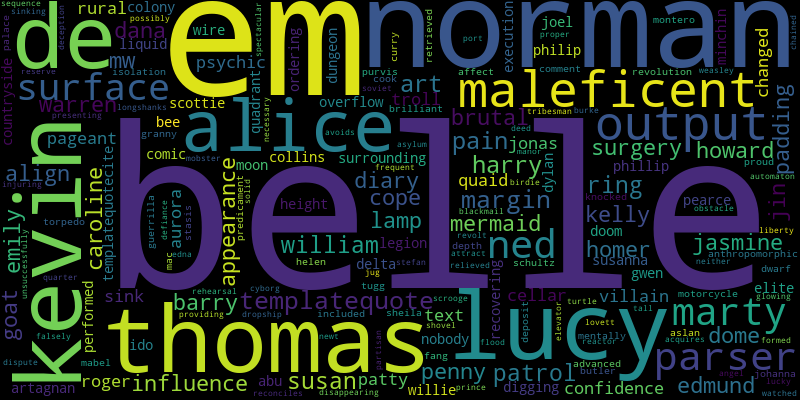 sequence
sinking
palace
countryside
de
rural
colony
possibly
dana
liquid
mw
deception
em
wire
psychic
spectacular
ordering
norman
dungeon
curry
retrieved
execution
joel
philip
port
proper
comment
montero
revolution
weasley
minchin
changed
chained
surface
reserve
isolation
scottie
quadrant
necessary
overflow
art
troll
purvis
cook
soviet
affect
maleficent
brilliant
brutal
tribesman
burke
output
padding
warren
longshanks
presenting
pageant
bee
granny
alice
avoids
asylum
surrounding
pain
deed
manor
jonas
surgery
howard
proud
automaton
kevin
templatequoteciter
comic
mobster
collins
moon
frequent
diary
cope
harry
quaid
birdie
dylan
phillip
ring
knocked
pearce
obstacle
jin
align
injuring
emily;
unsuccessfully
caroline
aurora
guerrilla
defiance
stasis
appearance
predicament
solid
belle
height
lamp
margin
blackmail
mermaid
kelly
doom
liberty
william
legion
revolt
depth
attract
relieved
ned
homer
susanna
jasmine
neither
anthropomorphic
torpedo
quarter
mac
edna
helen
delta
stefan
schultz
gwen
dwarf
goat
performed
sink
rehearsal
cyborg
jug
tugg
scrooge
recovering
cellar
villain
motorcycle
elite
glowing
barry
providing
templatequote
dropship
included
sheila
text
shovel
deposit
turtle
tall
marty
aslan
formed
falsely
ido
thomas
newt
partisan
nobody
flood
lucy
elevator
lovett
mentally
reactor
dome
acquires
dispute
mabel
fang
penny
patrol
advanced
butler
parser
artagnan
roger
influence
reconciles
abu
susan
disappearing
patty
willie
prince
digging
confidence
edmund
angel
johanna
lucky
watched